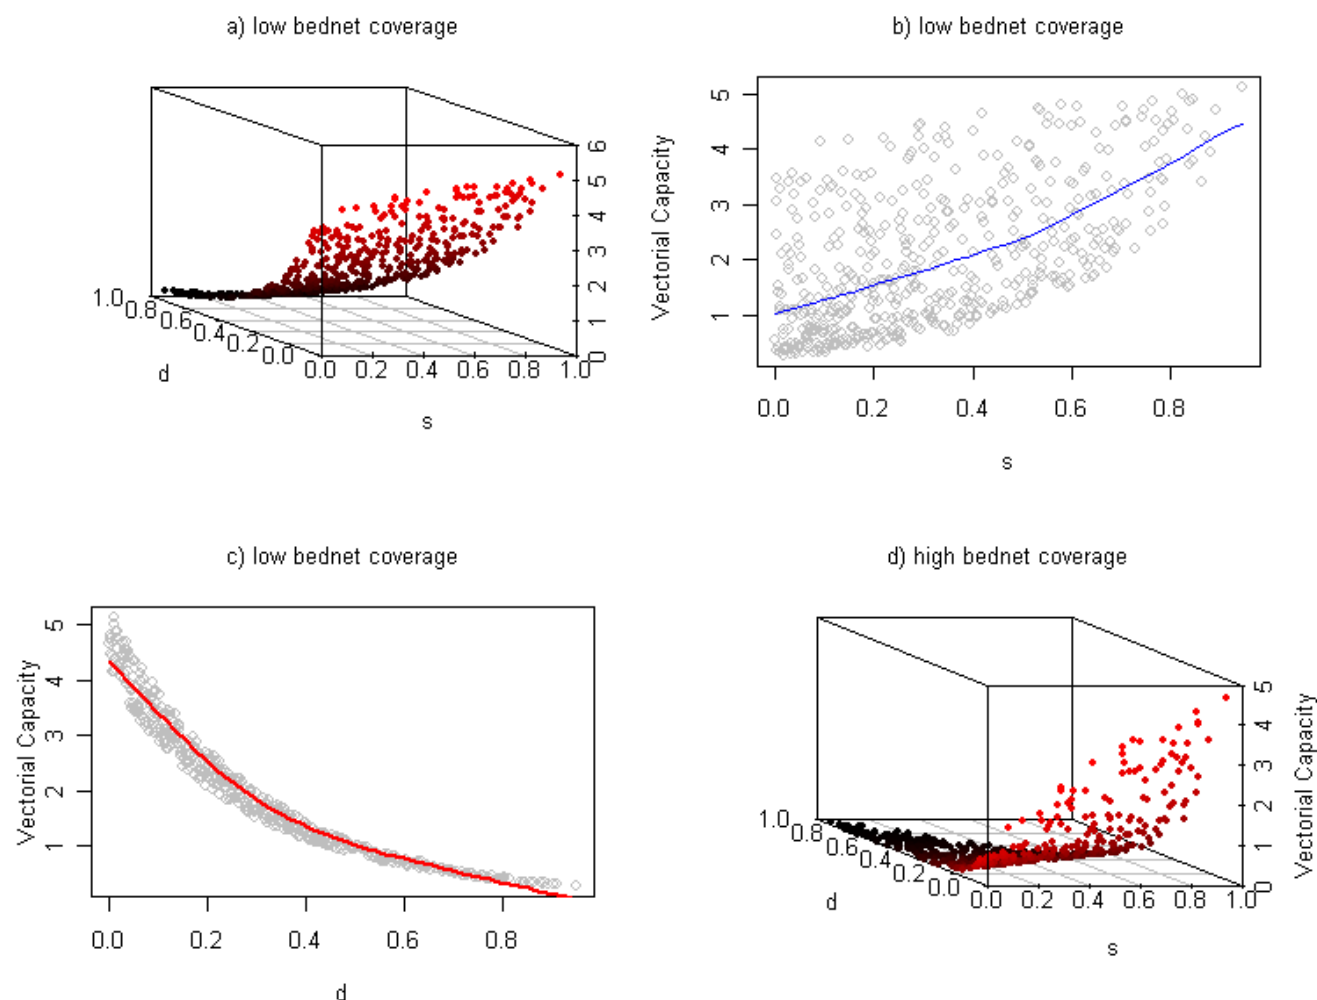 a) low bednet coverage
b) low bednet coverage
6
5
4
3
2
1
0
1.0
0.8
0.6
0.4
0.2
0.0
d
0.0 0.2 0.4 0.6 0.8 1.0
s
Vectorial Capacity
5
4
3
2
1
0.0 0.2 0.4 0.6 0.8
s
c) low bednet coverage
d) high bednet coverage
Vectorial Capacity
5
4
3
2
1
0.0 0.2 0.4 0.6 0.8
d
5
4
3
2
1
0
Vectorial Capacity
1.0
0.8
0.6
0.4
0.2
0.0
d
0.0 0.2 0.4 0.6 0.8 1.0
s